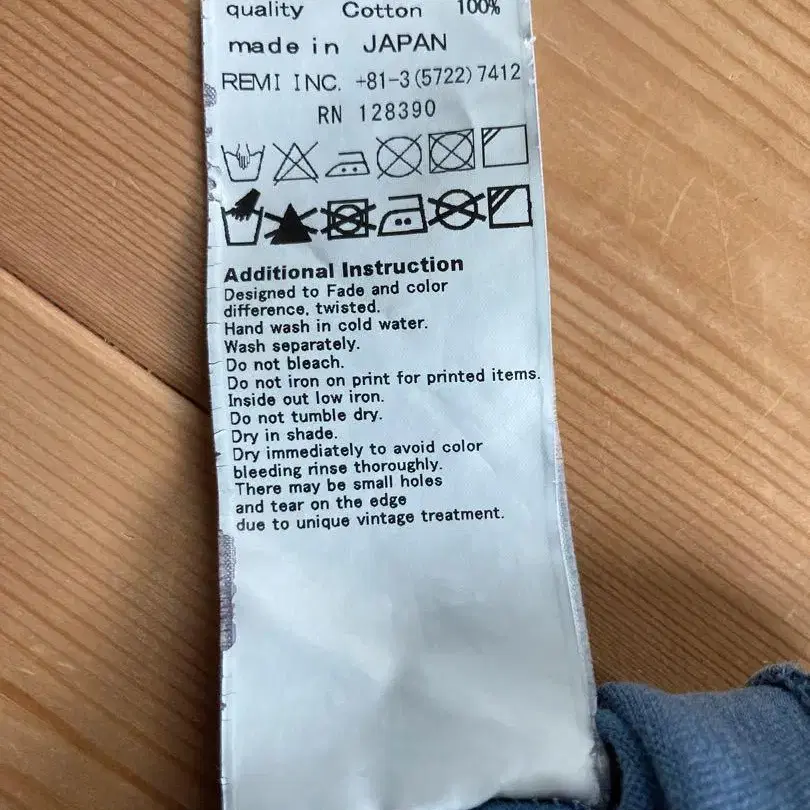 quality Cotton 100%
made in JAPAN
REMI INC. +81-3(5722)7412
RN 128390
Additional Instruction
Designed to Fade and color
difference, twisted.
Hand wash in cold water.
Wash separately.
Do not bleach.
Do not iron on print for printed items.
Inside out low iron.
Do not tumble dry.
Dry in shade.
Dry immediately to avoid color
bleeding rinse thoroughly.
There may be small holes
and tear on the edge
due to unique vintage treatment.